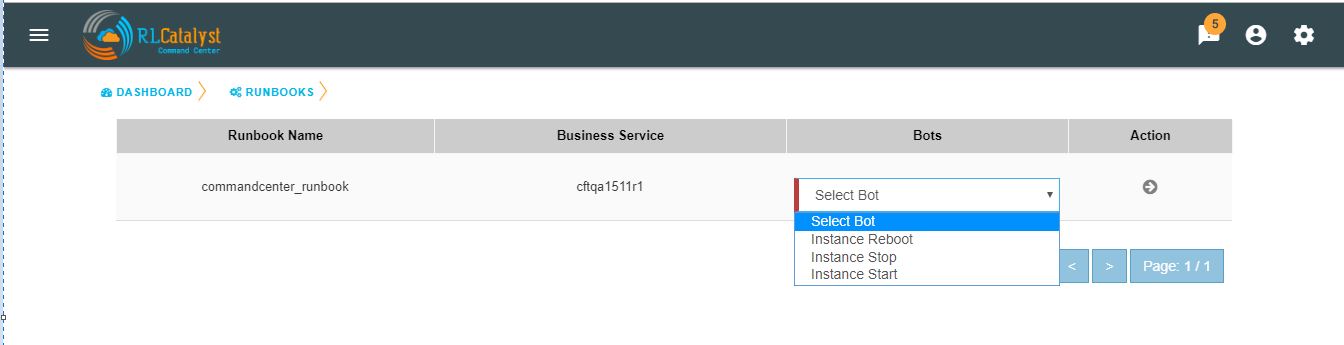 5
RLCatalyst
Command Center
DASHBOARD RUNBOOKS
Runbook Name Business Service Bots Action
commandcenter_runbook cftqa1511r1 Select Bot
Select Bot
Instance Reboot
Instance Stop
Instance Start
< > Page: 1 / 1